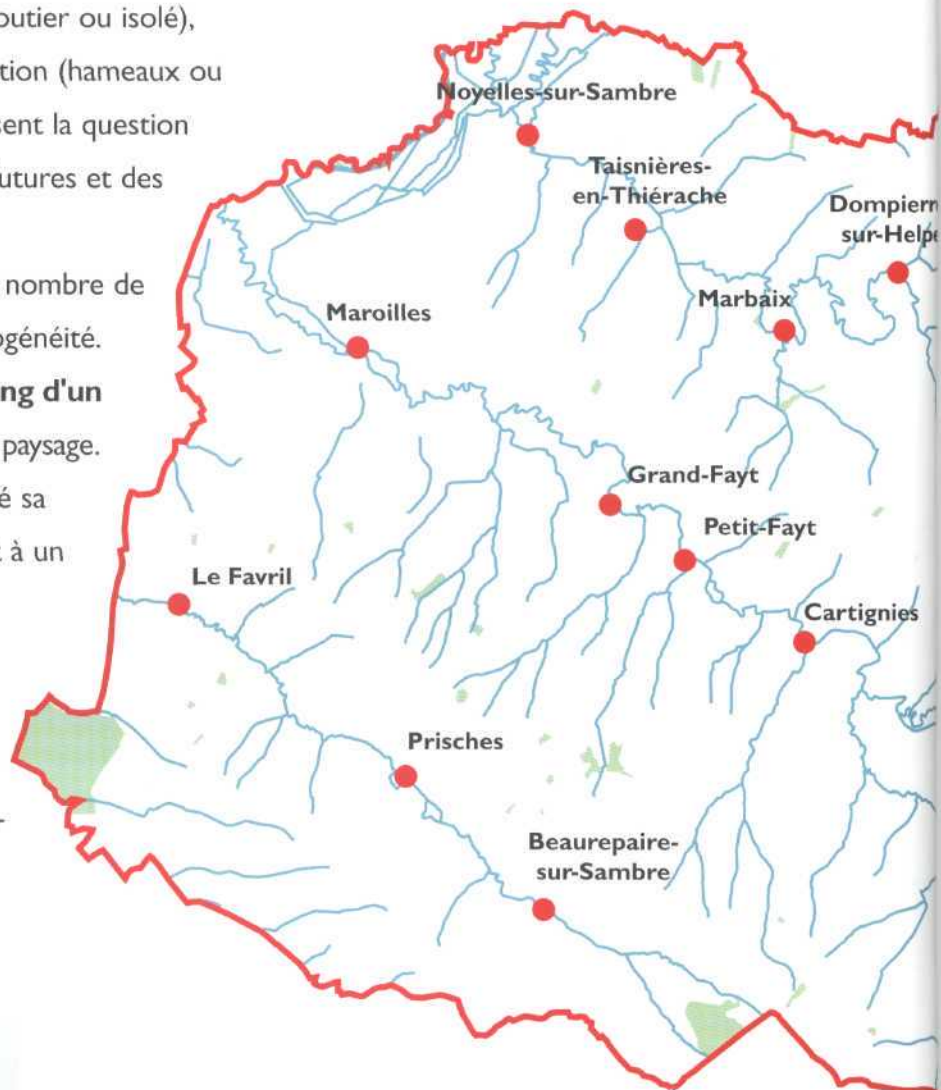 outier ou isolé),
tion (hameaux ou
sent la question
utures et des
nombre de
ogénéité.
ng d'un
paysage.
é sa
à un
Noyelles-sur-Sambre
Taisnières-
en-Thiérache
Dompierr
sur-Helpe
Marbaix
Maroilles
Grand-Fayt
Petit-Fayt
Le Favril
Cartignies
Prisches
Beaurepaire-
sur-Sambre